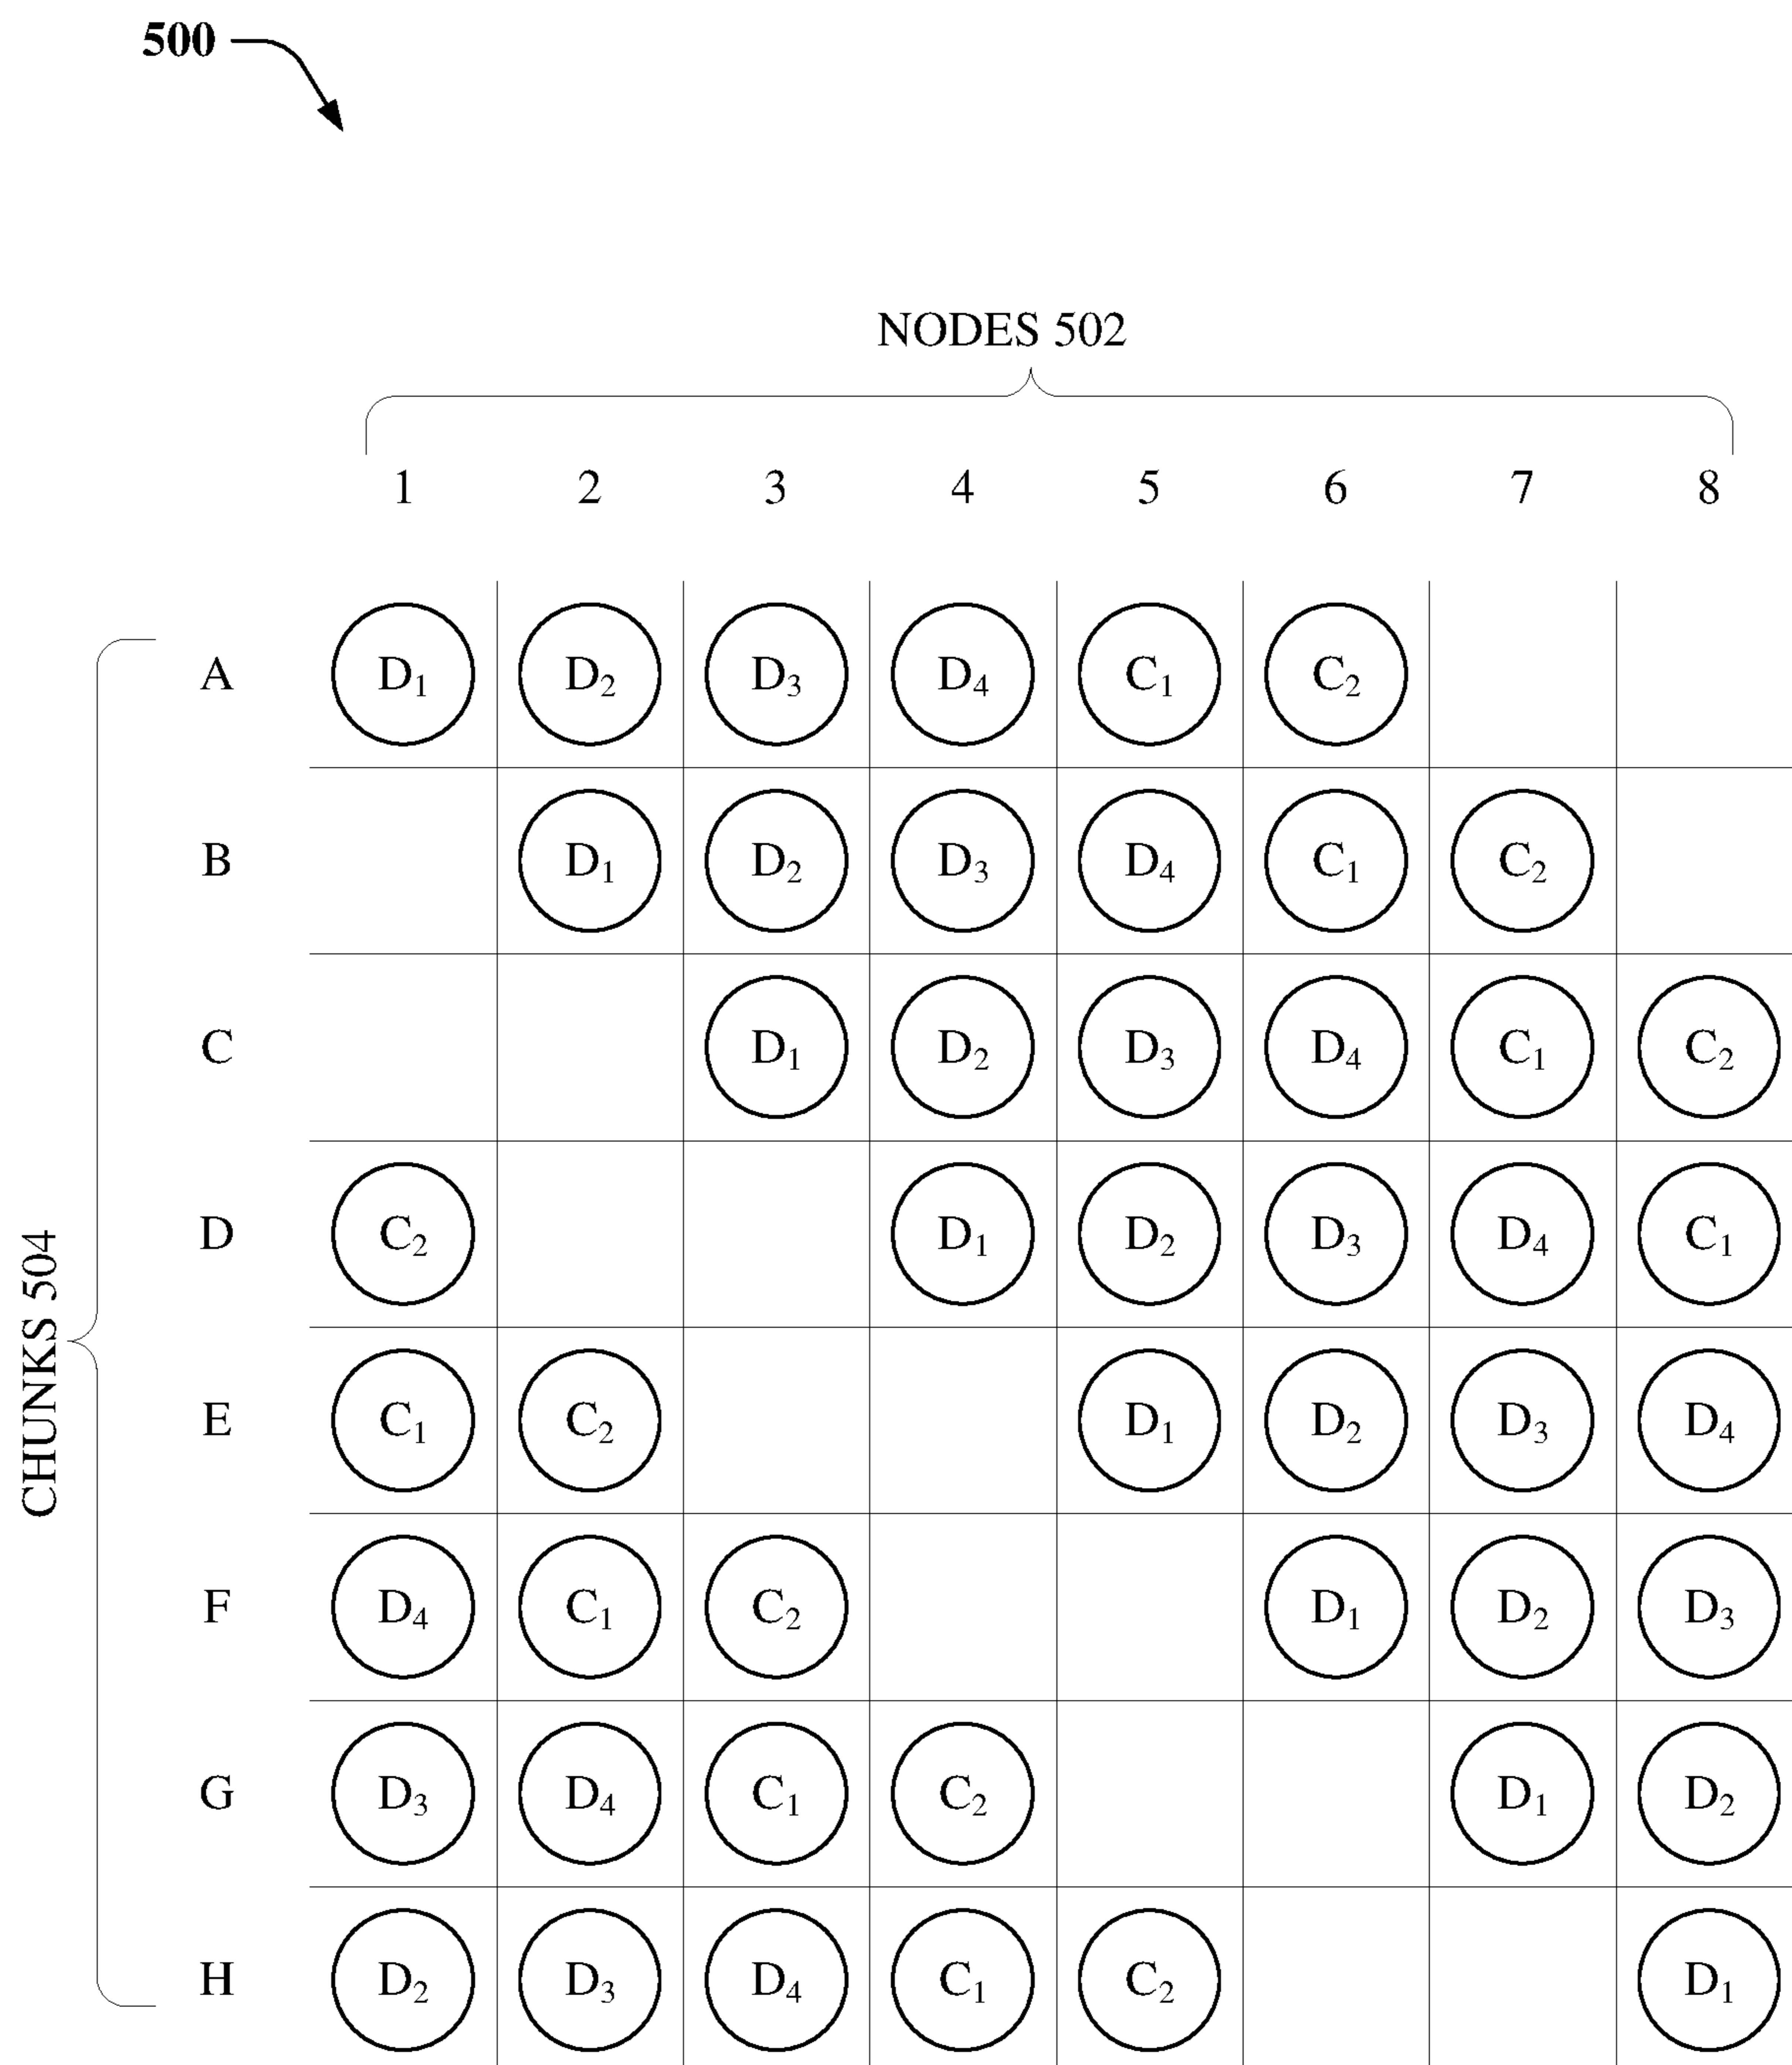 500
NODES 502
1 2 3 4 5 6 7 8
A D₁ D₂ D₃ D₄ C₁ C₂
B D₁ D₂ D₃ D₄ C₁ C₂
C D₁ D₂ D₃ D₄ C₁ C₂
D C₂ D₁ D₂ D₃ D₄ C₁
E C₁ C₂ D₁ D₂ D₃ D₄
F D₄ C₁ C₂ D₁ D₂ D₃
G D₃ D₄ C₁ C₂ D₁ D₂
H D₂ D₃ D₄ C₁ C₂ D₁
CHUNKS 504